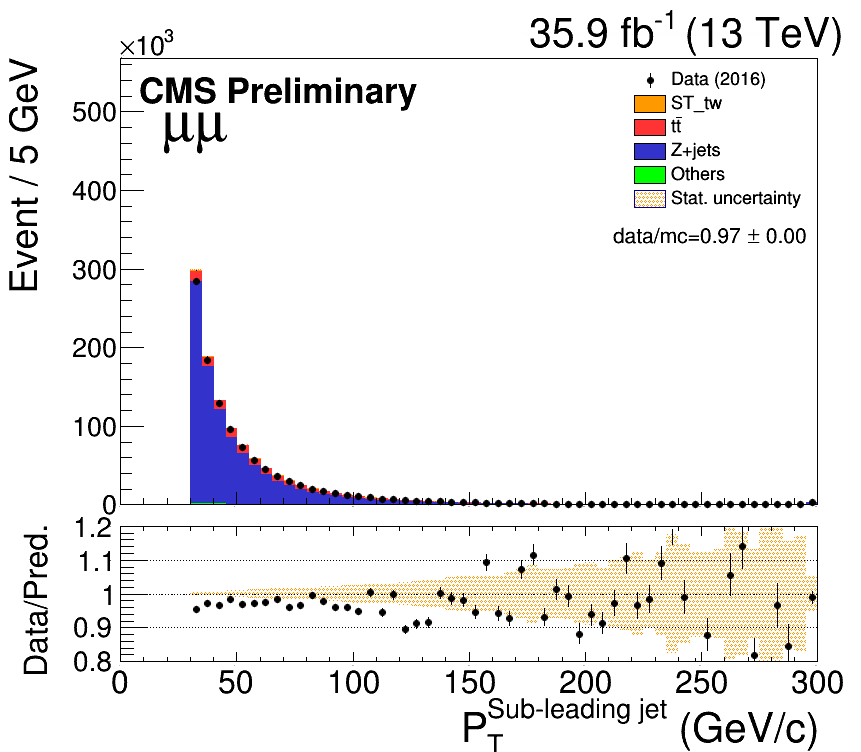 35.9 fb⁻¹ (13 TeV)
×10³
CMS Preliminary
μμ
Data (2016)
ST_tw
tt̄
Z+jets
Others
Stat. uncertainty
data/mc=0.97 ± 0.00
Event / 5 GeV
500
400
300
200
100
0
Data/Pred.
1.2
1.1
1
0.9
0.8
0 50 100 150 200 250 300
P_T^Sub-leading jet (GeV/c)